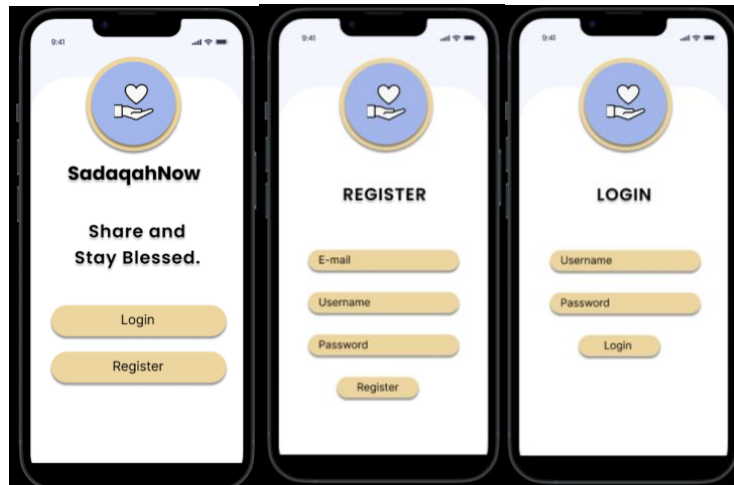 9:41
SadaqahNow
Share and
Stay Blessed.
Login
Register
9:41
REGISTER
E-mail
Username
Password
Register
9:41
LOGIN
Username
Password
Login